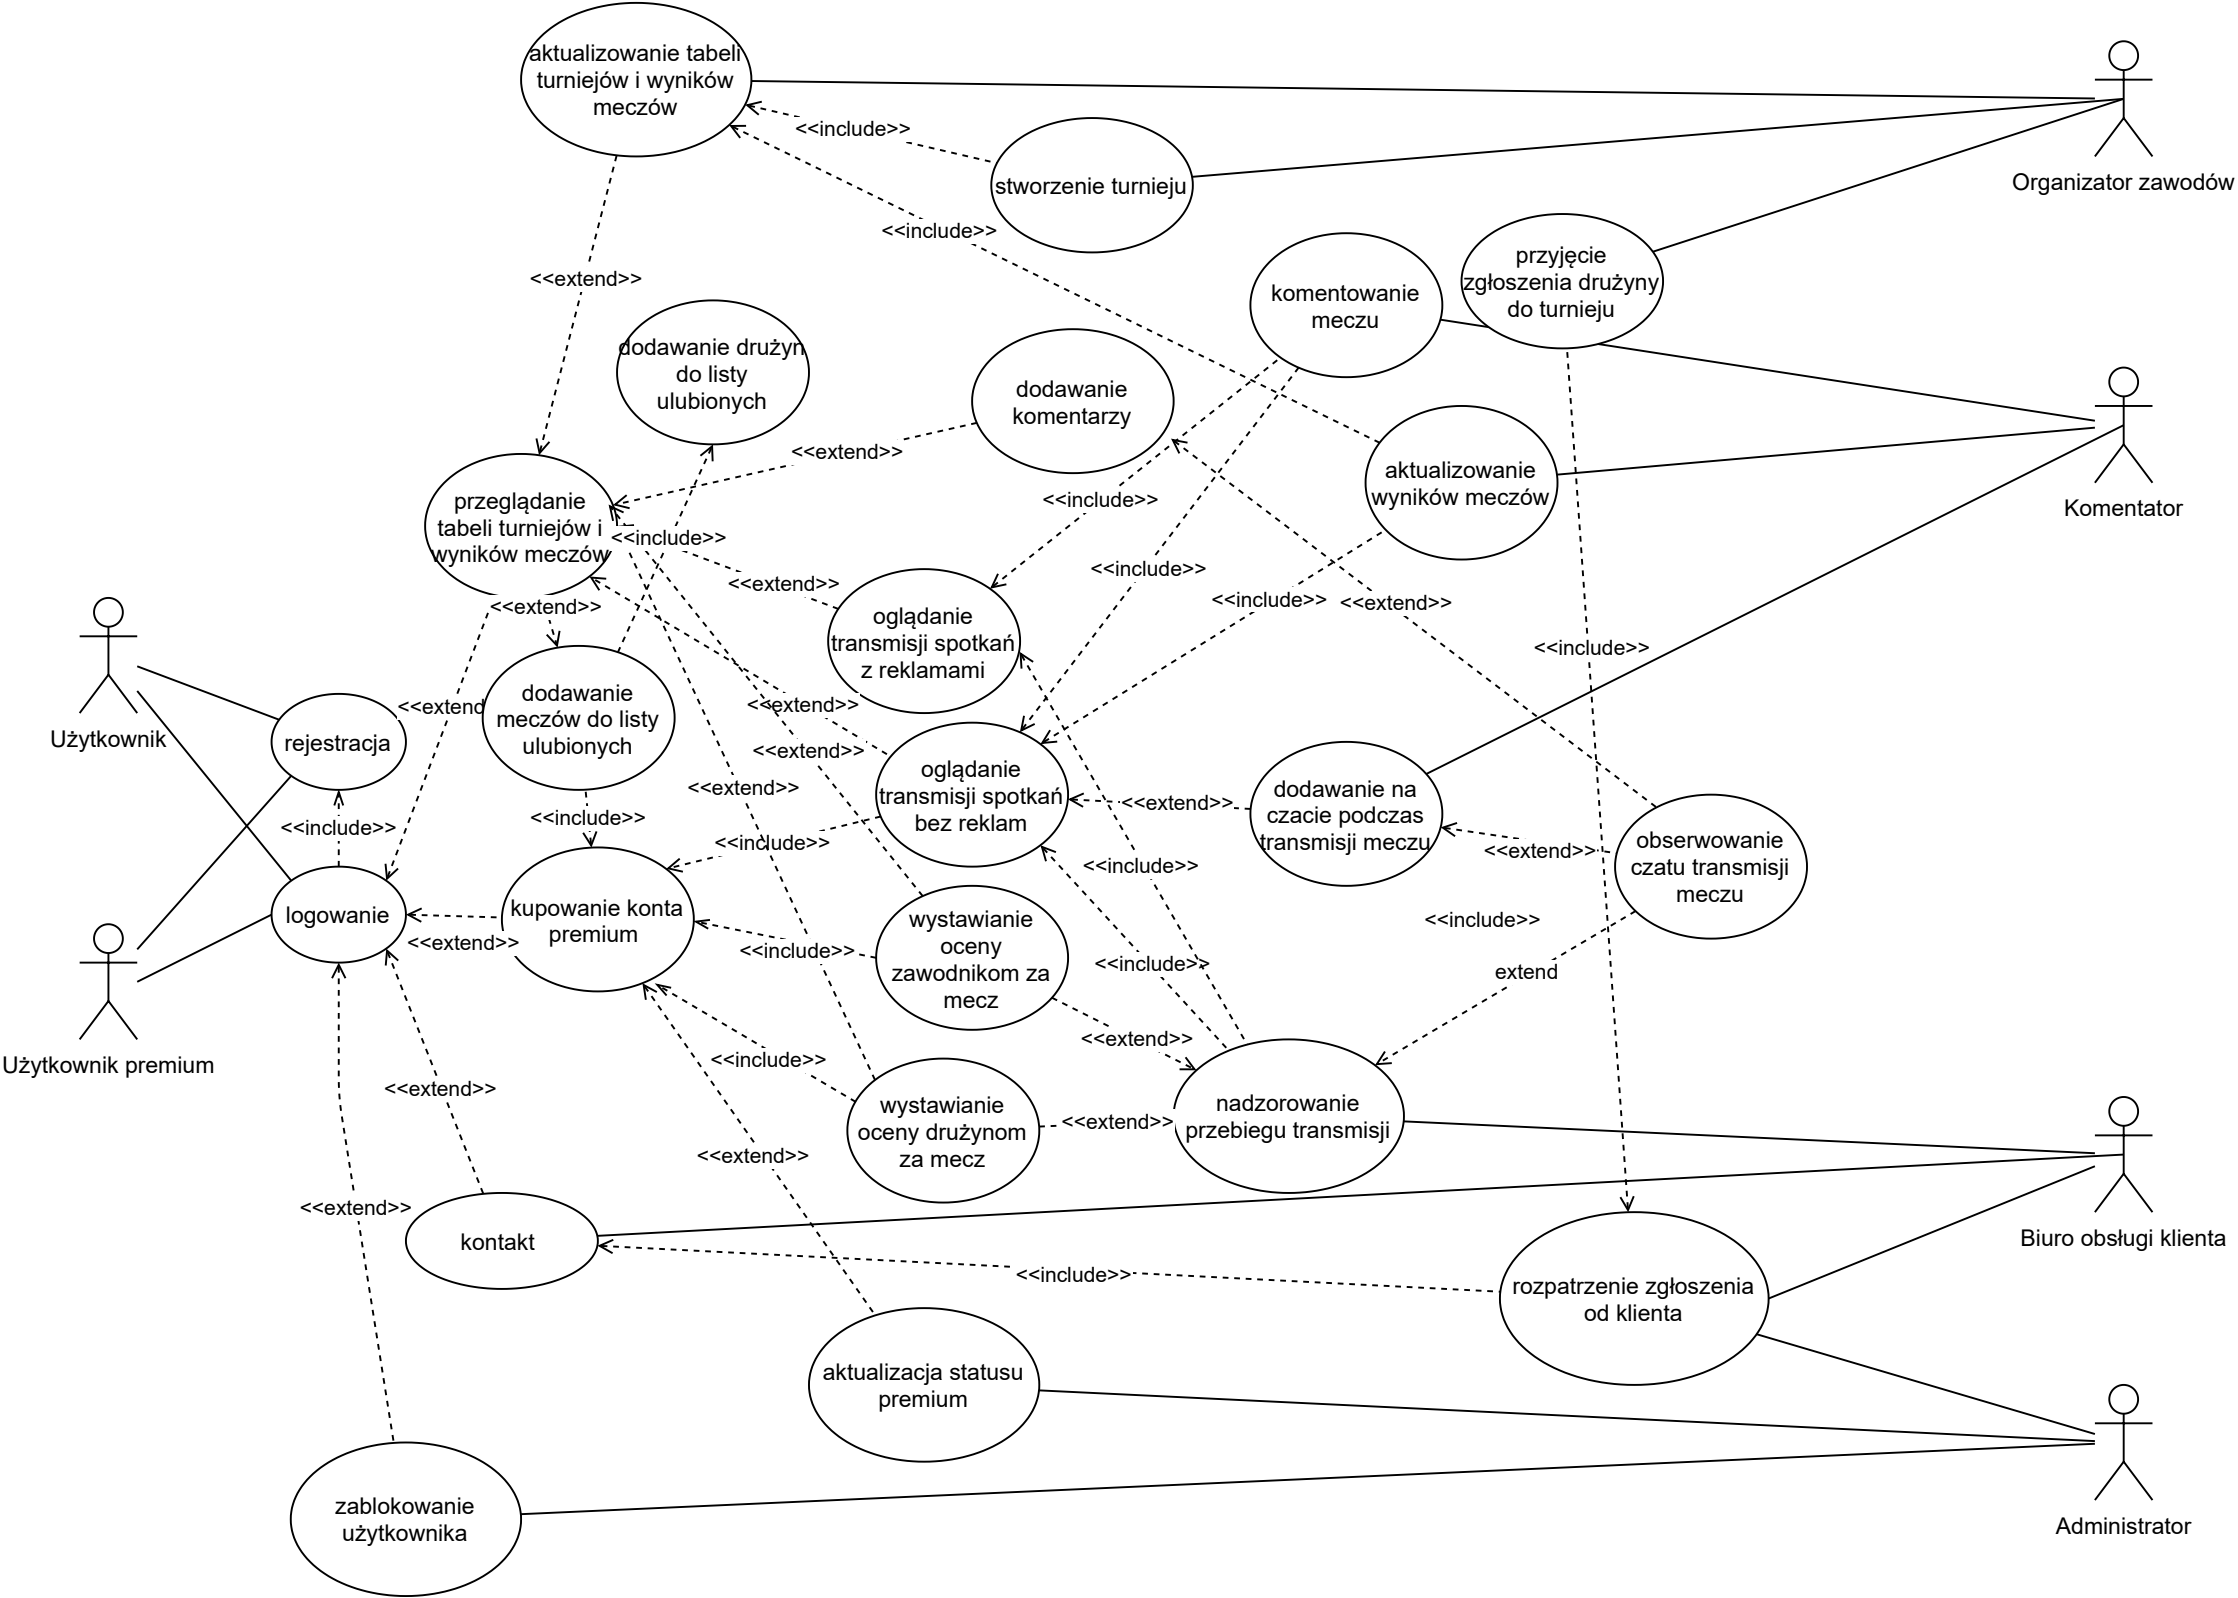 aktualizowanie tabeli
turniejów i wyników
meczów
<<include>>
stworzenie turnieju
Organizator zawodów
<<include>>
<<extend>>
komentowanie
meczu
przyjęcie
zgłoszenia drużyny
do turnieju
dodawanie drużyn
do listy
ulubionych
dodawanie
komentarzy
<<extend>>
aktualizowanie
wyników meczów
Komentator
przeglądanie
tabeli turniejów i
wyników meczów
<<include>>
<<include>>
<<extend>>
<<include>>
<<include>>
<<extend>>
<<extend>>
<<include>>
oglądanie
transmisji spotkań
z reklamami
Użytkownik
rejestracja
<<extend
dodawanie
meczów do listy
ulubionych
<<extend>>
<<extend>>
<<extend>>
oglądanie
transmisji spotkań
bez reklam
<<extend>>
dodawanie na
czacie podczas
transmisji meczu
<<extend>>
obserwowanie
czatu transmisji
meczu
<<include>>
<<extend>>
<<include>>
<<include>>
logowanie
<<extend>>
kupowanie konta
premium
<<include>>
wystawianie
oceny
zawodnikom za
mecz
<<include>>
<<include>>
extend
Użytkownik premium
<<extend>>
<<include>>
<<extend>>
<<extend>>
wystawianie
oceny drużynom
za mecz
<<extend>>
nadzorowanie
przebiegu transmisji
<<extend>>
kontakt
<<include>>
rozpatrzenie zgłoszenia
od klienta
Biuro obsługi klienta
aktualizacja statusu
premium
zablokowanie
użytkownika
Administrator